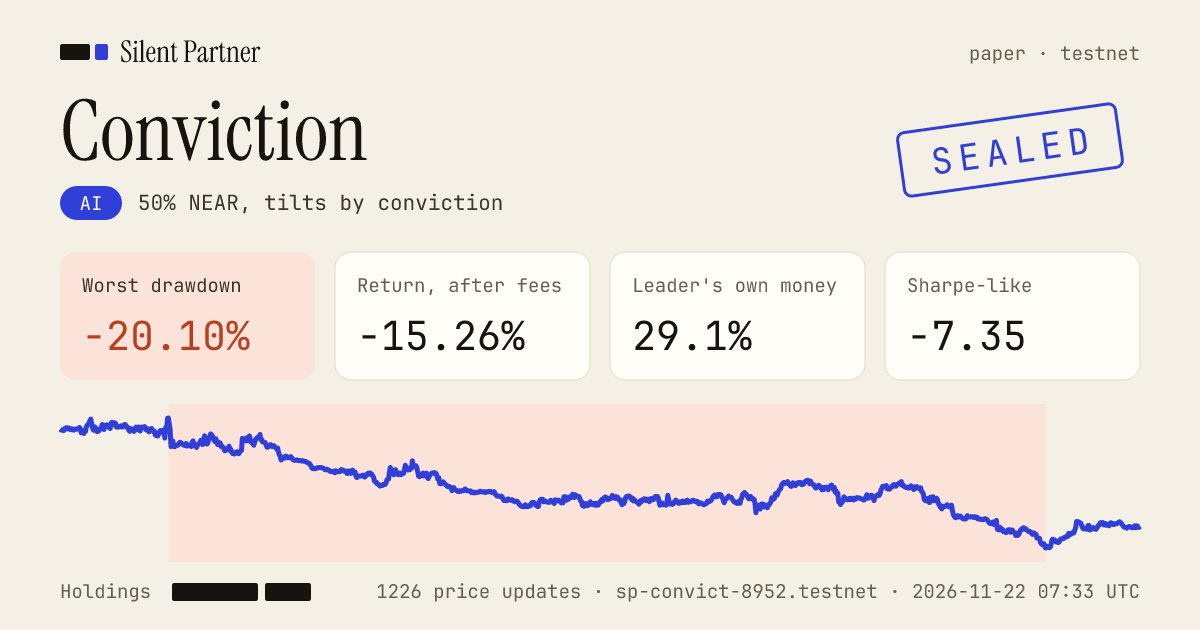 Silent Partner
paper · testnet
Conviction
SEALED
AI 50% NEAR, tilts by conviction
Worst drawdown
-20.10%
Return, after fees
-15.26%
Leader's own money
29.1%
Sharpe-like
-7.35
Holdings
1226 price updates · sp-convict-8952.testnet · 2026-11-22 07:33 UTC